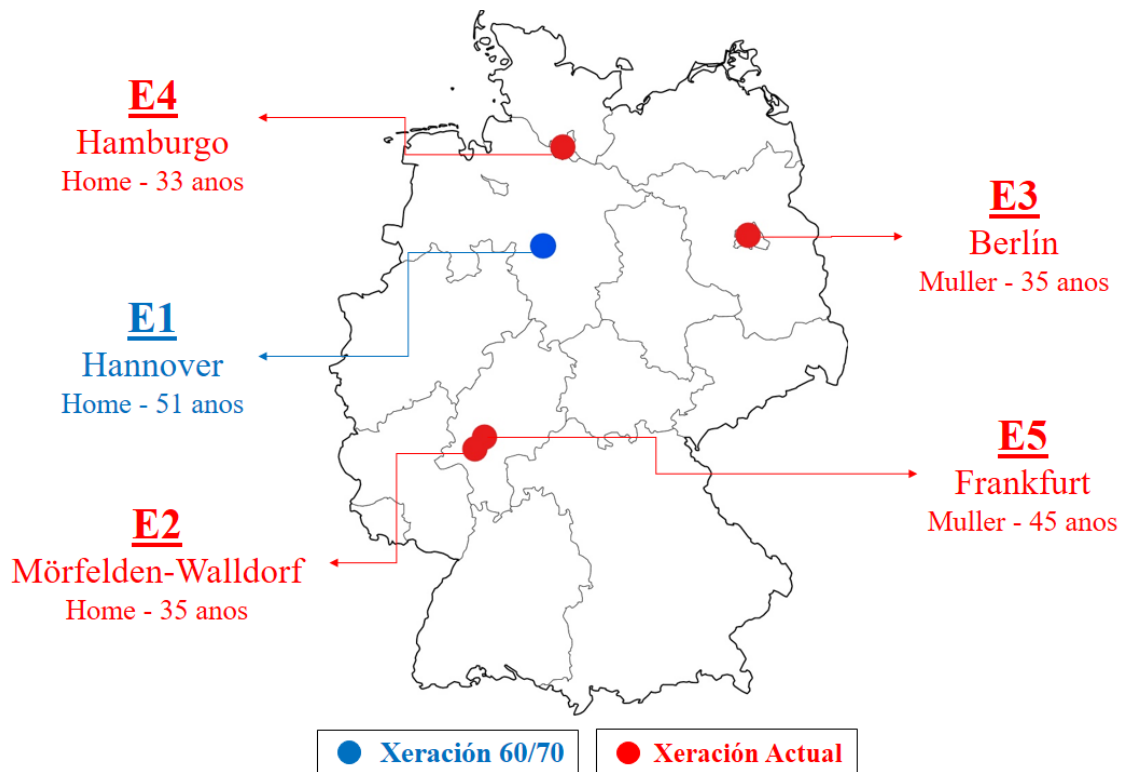 E4
Hamburgo
Home - 33 anos
E3
Berlín
Muller - 35 anos
E1
Hannover
Home - 51 anos
E5
Frankfurt
Muller - 45 anos
E2
Mörfelden-Walldorf
Home - 35 anos
Xeración 60/70
Xeración Actual